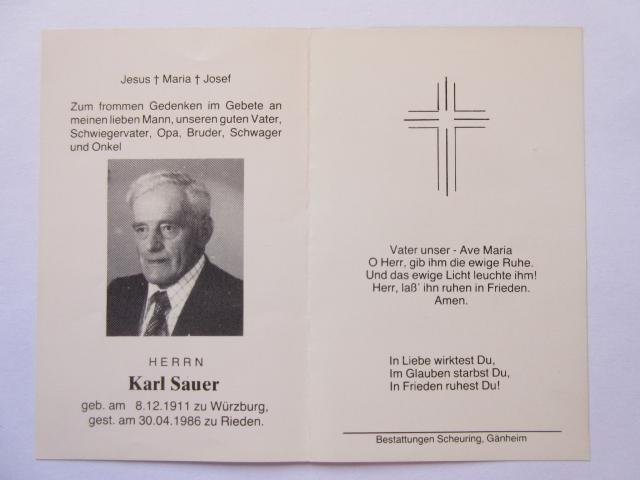 Jesus † Maria † Josef
Zum frommen Gedenken im Gebete an
meinen lieben Mann, unseren guten Vater,
Schwiegervater, Opa, Bruder, Schwager
und Onkel
HERRN
Karl Sauer
geb. am 8.12.1911 zu Würzburg,
gest. am 30.04.1986 zu Rieden.
Vater unser - Ave Maria
O Herr, gib ihm die ewige Ruhe.
Und das ewige Licht leuchte ihm!
Herr, laß' ihn ruhen in Frieden.
Amen.
In Liebe wirktest Du,
Im Glauben starbst Du,
In Frieden ruhest Du!
Bestattungen Scheuring, Gänheim